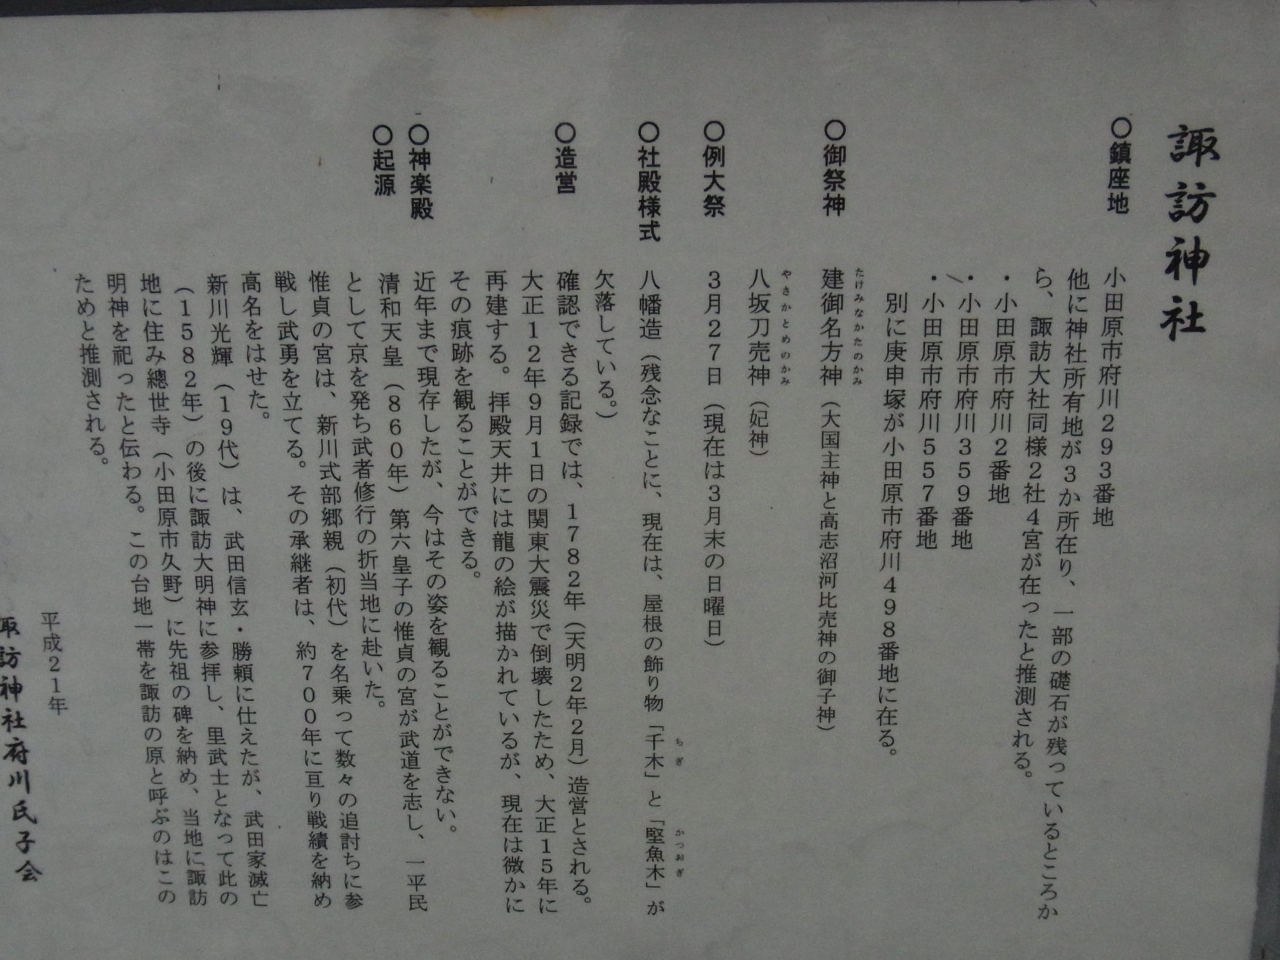 諏訪神社
〇鎮座地　小田原市府川２９３番地
他に神社所有地が３か所在り、一部の礎石が残っているところか
ら、諏訪大社同様２社４宮が在ったと推測される。
・小田原市府川２番地
・小田原市府川３５９番地
・小田原市府川５５７番地
別に庚申塚が小田原市府川４９８番地に在る。
〇御祭神　建御名方神（大国主神と高志沼河比売神の御子神）
たけみなかたのかみ
八坂刀売神（妃神）
やさかとめのかみ
〇例大祭　３月２７日（現在は３月末の日曜日）
〇社殿様式　八幡造（残念なことに、現在は、屋根の飾り物「千木」と「堅魚木」が
ちぎ　かつおぎ
欠落している。）
〇造営　確認できる記録では、１７８２年（天明２年２月）造営とされる。
大正１２年９月１日の関東大震災で倒壊したため、大正１５年に
再建する。拝殿天井には龍の絵が描かれているが、現在は微かに
その痕跡を観ることができる。
〇神楽殿　近年まで現存したが、今はその姿を観ることができない。
〇起源　清和天皇（８６０年）第六皇子の惟貞の宮が武道を志し、一平民
として京を発ち武者修行の折当地に赴いた。
惟貞の宮は、新川式部郷親（初代）を名乗って数々の追討ちに参
戦し武勇を立てる。その承継者は、約７００年に亘り戦績を納め
高名をはせた。
新川光輝（１９代）は、武田信玄・勝頼に仕えたが、武田家滅亡
（１５８２年）の後に諏訪大明神に参拝し、里武士となって此の
地に住み總世寺（小田原市久野）に先祖の碑を納め、当地に諏訪
明神を祀ったと伝わる。この台地一帯を諏訪の原と呼ぶのはこの
ためと推測される。
平成２１年
諏訪神社府川氏子会